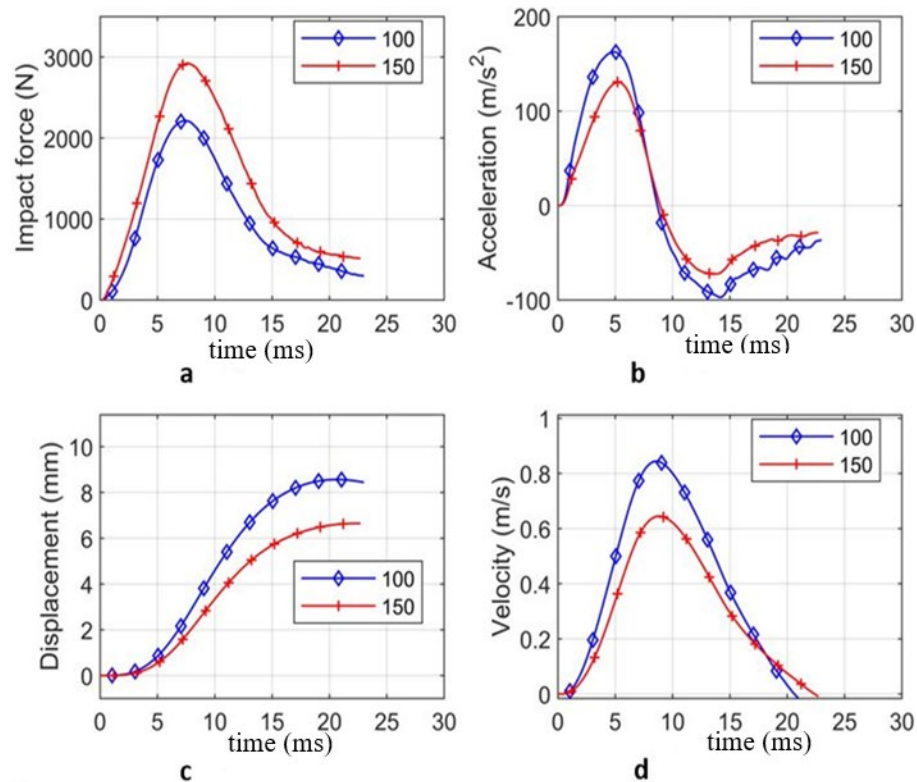 Impact force (N)
3000
2000
1000
0
100
150
0 5 10 15 20 25 30
time (ms)
a
Acceleration (m/s²)
200
100
0
-100
100
150
0 5 10 15 20 25 30
time (ms)
b
Displacement (mm)
10
8
6
4
2
0
100
150
0 5 10 15 20 25 30
time (ms)
c
Velocity (m/s)
1
0.8
0.6
0.4
0.2
0
100
150
0 5 10 15 20 25 30
time (ms)
d